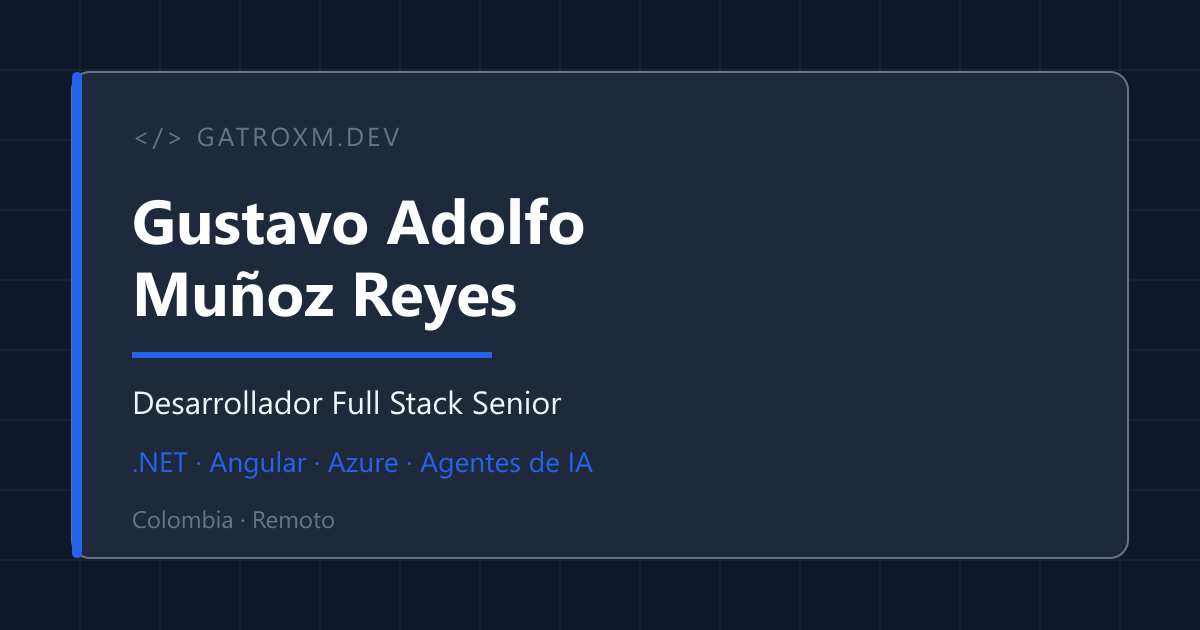 </> GATROXM.DEV
Gustavo Adolfo
Muñoz Reyes
Desarrollador Full Stack Senior
.NET · Angular · Azure · Agentes de IA
Colombia · Remoto